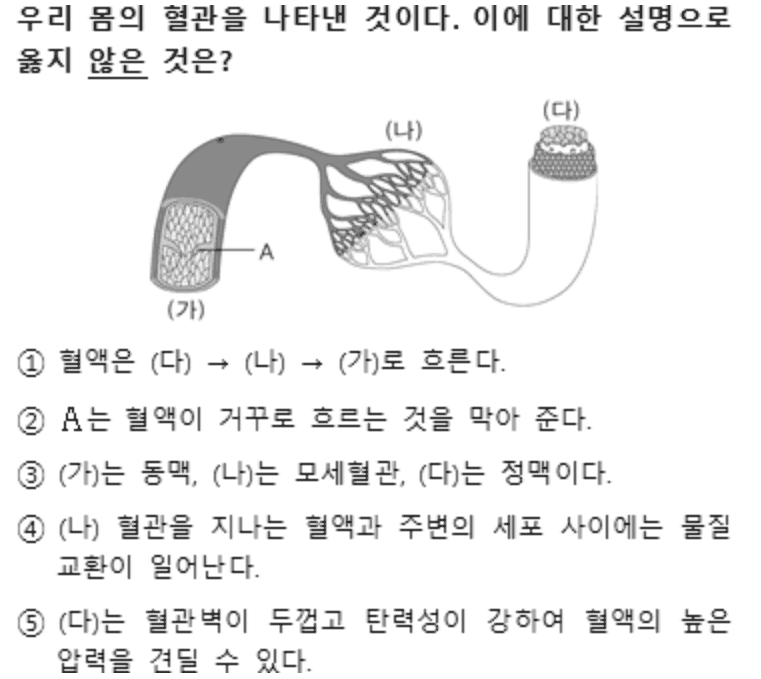 우리 몸의 혈관을 나타낸 것이다. 이에 대한 설명으로
옳지 않은 것은?
(다)
(나)
A
(가)
① 혈액은 (다) → (나) → (가)로 흐른다.
② A는 혈액이 거꾸로 흐르는 것을 막아 준다.
③ (가)는 동맥, (나)는 모세혈관, (다)는 정맥이다.
④ (나) 혈관을 지나는 혈액과 주변의 세포 사이에는 물질
교환이 일어난다.
⑤ (다)는 혈관벽이 두껍고 탄력성이 강하여 혈액의 높은
압력을 견딜 수 있다.